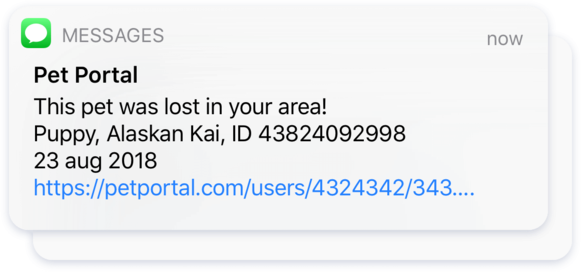 MESSAGES
now
Pet Portal
This pet was lost in your area!
Puppy, Alaskan Kai, ID 43824092998
23 aug 2018
https://petportal.com/users/4324342/343....